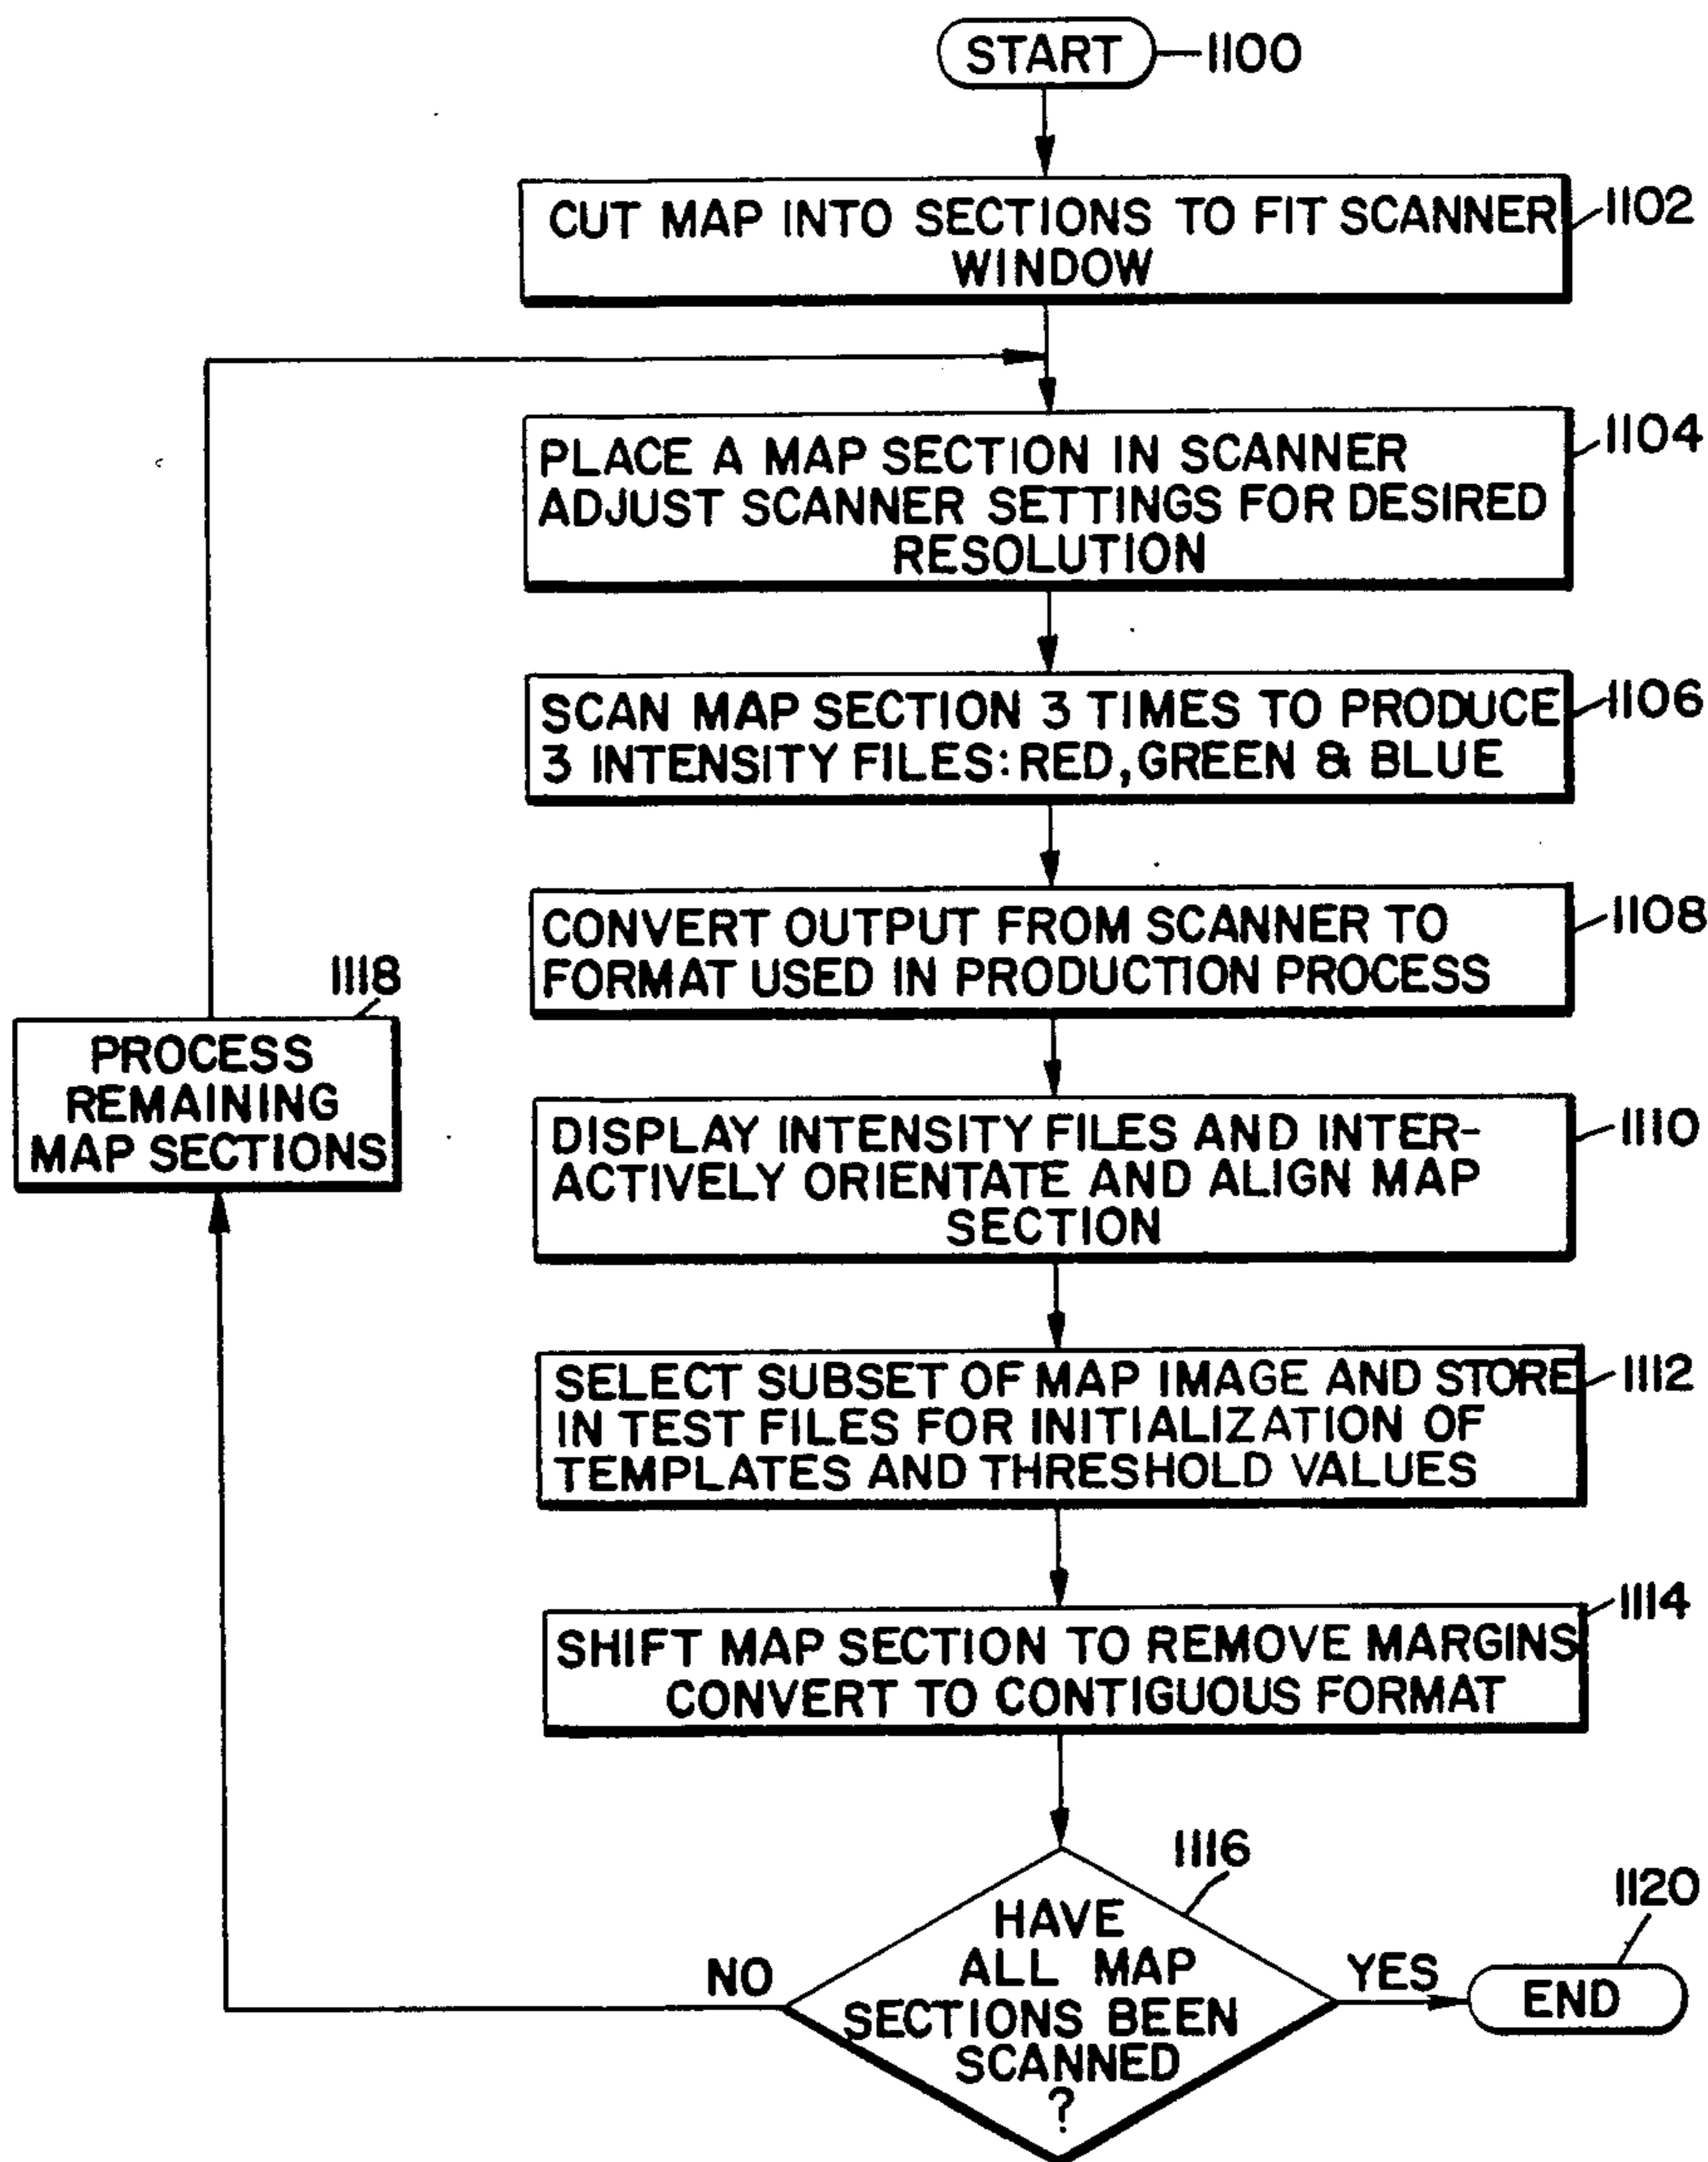 START
1100
CUT MAP INTO SECTIONS TO FIT SCANNER
WINDOW
1102
PLACE A MAP SECTION IN SCANNER
ADJUST SCANNER SETTINGS FOR DESIRED
RESOLUTION
1104
SCAN MAP SECTION 3 TIMES TO PRODUCE
3 INTENSITY FILES: RED, GREEN & BLUE
1106
CONVERT OUTPUT FROM SCANNER TO
FORMAT USED IN PRODUCTION PROCESS
1108
1118
PROCESS
REMAINING
MAP SECTIONS
DISPLAY INTENSITY FILES AND INTER-
ACTIVELY ORIENTATE AND ALIGN MAP
SECTION
1110
SELECT SUBSET OF MAP IMAGE AND STORE
IN TEST FILES FOR INITIALIZATION OF
TEMPLATES AND THRESHOLD VALUES
1112
SHIFT MAP SECTION TO REMOVE MARGINS
CONVERT TO CONTIGUOUS FORMAT
1114
1116
HAVE
ALL MAP
SECTIONS BEEN
SCANNED
?
NO
YES
1120
END